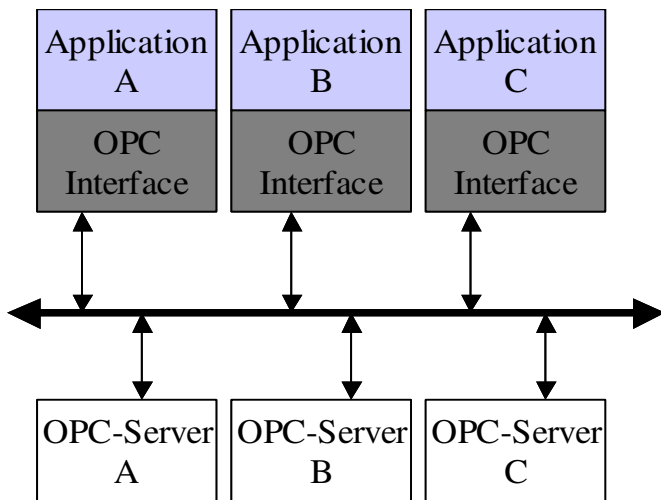 Application
A
Application
B
Application
C
OPC
Interface
OPC
Interface
OPC
Interface
OPC-Server
A
OPC-Server
B
OPC-Server
C